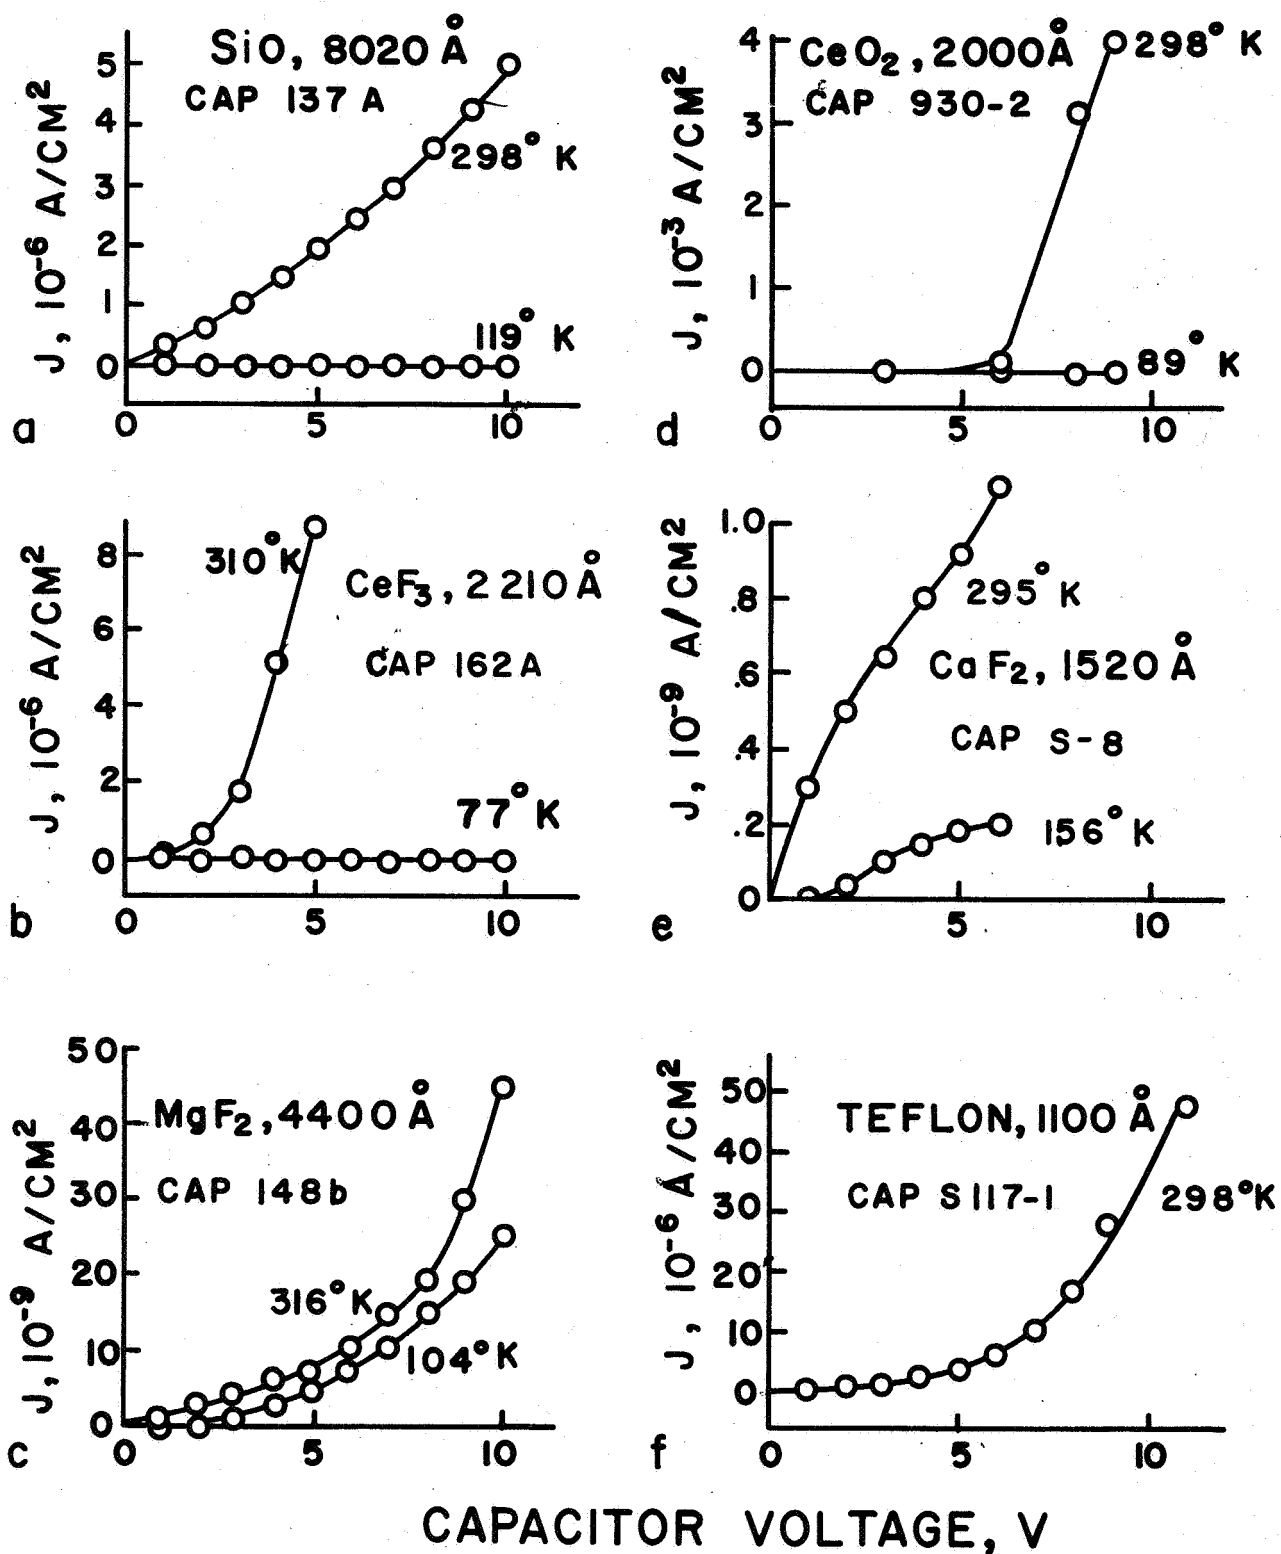 SiO, 8020 Å
CAP 137 A
298° K
119° K
J, 10⁻⁶ A/CM²
5
4
3
2
1
0
0 5 10
a
CeO₂, 2000 Å
CAP 930-2
298° K
89° K
J, 10⁻³ A/CM²
4
3
2
1
0
0 5 10
d
310° K
CeF₃, 2210 Å
CAP 162A
77° K
J, 10⁻⁶ A/CM²
8
6
4
2
0
0 5 10
b
295° K
CaF₂, 1520 Å
CAP S-8
156° K
J, 10⁻⁹ A/CM²
1.0
.8
.6
.4
.2
0
5 10
e
MgF₂, 4400 Å
CAP 148b
316° K
104° K
J, 10⁻⁹ A/CM²
50
40
30
20
10
0
0 5 10
c
TEFLON, 1100 Å
CAP S117-1
298° K
J, 10⁻⁶ A/CM²
50
40
30
20
10
0
0 5 10
f
CAPACITOR VOLTAGE, V